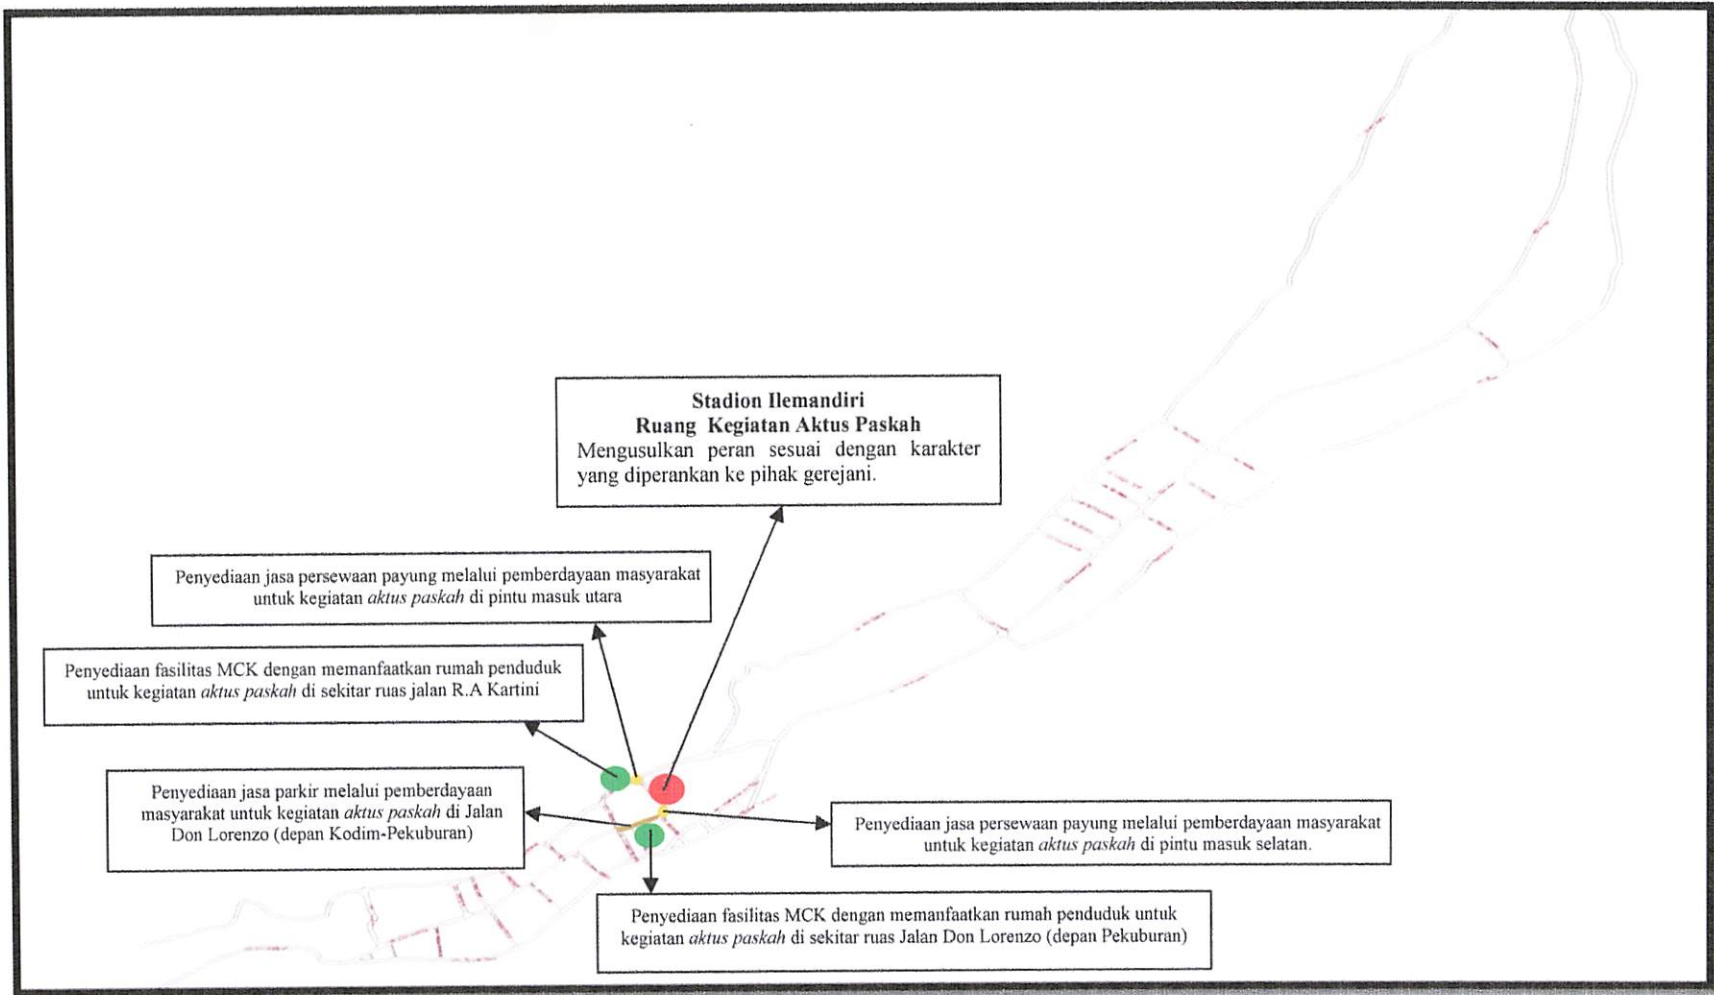 Stadion Ilemandiri
Ruang Kegiatan Aktus Paskah
Mengusulkan peran sesuai dengan karakter
yang diperankan ke pihak gerejani.
Penyediaan jasa persewaan payung melalui pemberdayaan masyarakat
untuk kegiatan aktus paskah di pintu masuk utara
Penyediaan fasilitas MCK dengan memanfaatkan rumah penduduk
untuk kegiatan aktus paskah di sekitar ruas jalan R.A Kartini
Penyediaan jasa parkir melalui pemberdayaan
masyarakat untuk kegiatan aktus paskah di Jalan
Don Lorenzo (depan Kodim-Pekuburan)
Penyediaan jasa persewaan payung melalui pemberdayaan masyarakat
untuk kegiatan aktus paskah di pintu masuk selatan.
Penyediaan fasilitas MCK dengan memanfaatkan rumah penduduk untuk
kegiatan aktus paskah di sekitar ruas Jalan Don Lorenzo (depan Pekuburan)